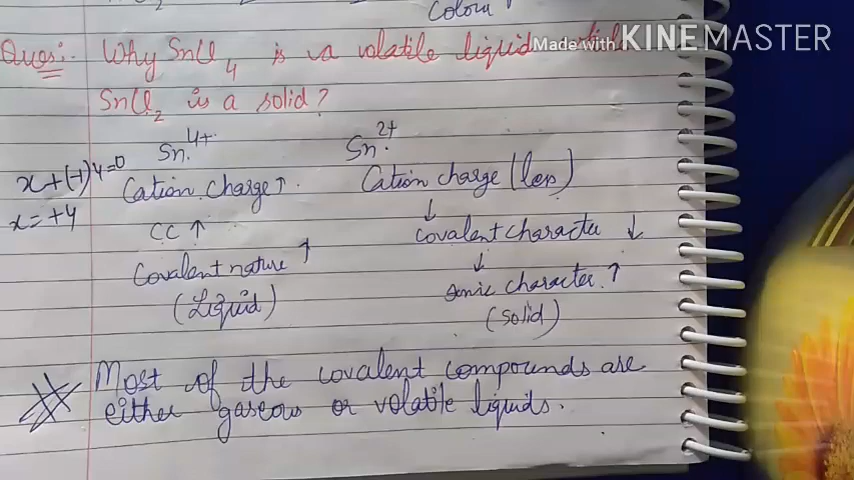 Colour
Ques:- Why SnCl4 is a volatile liquid while
Made with KINEMASTER
SnCl2 is a solid?
Sn4+ Sn2+
x+(-1)4=0
Cation Charge ↑. Cation charge (less)
x=+4
↓
CC ↑ covalent character ↓
↓
Covalent nature ↑ ionic character ↑
(Liquid) (Solid)
Most of the covalent compounds are
either gaseous or volatile liquids.